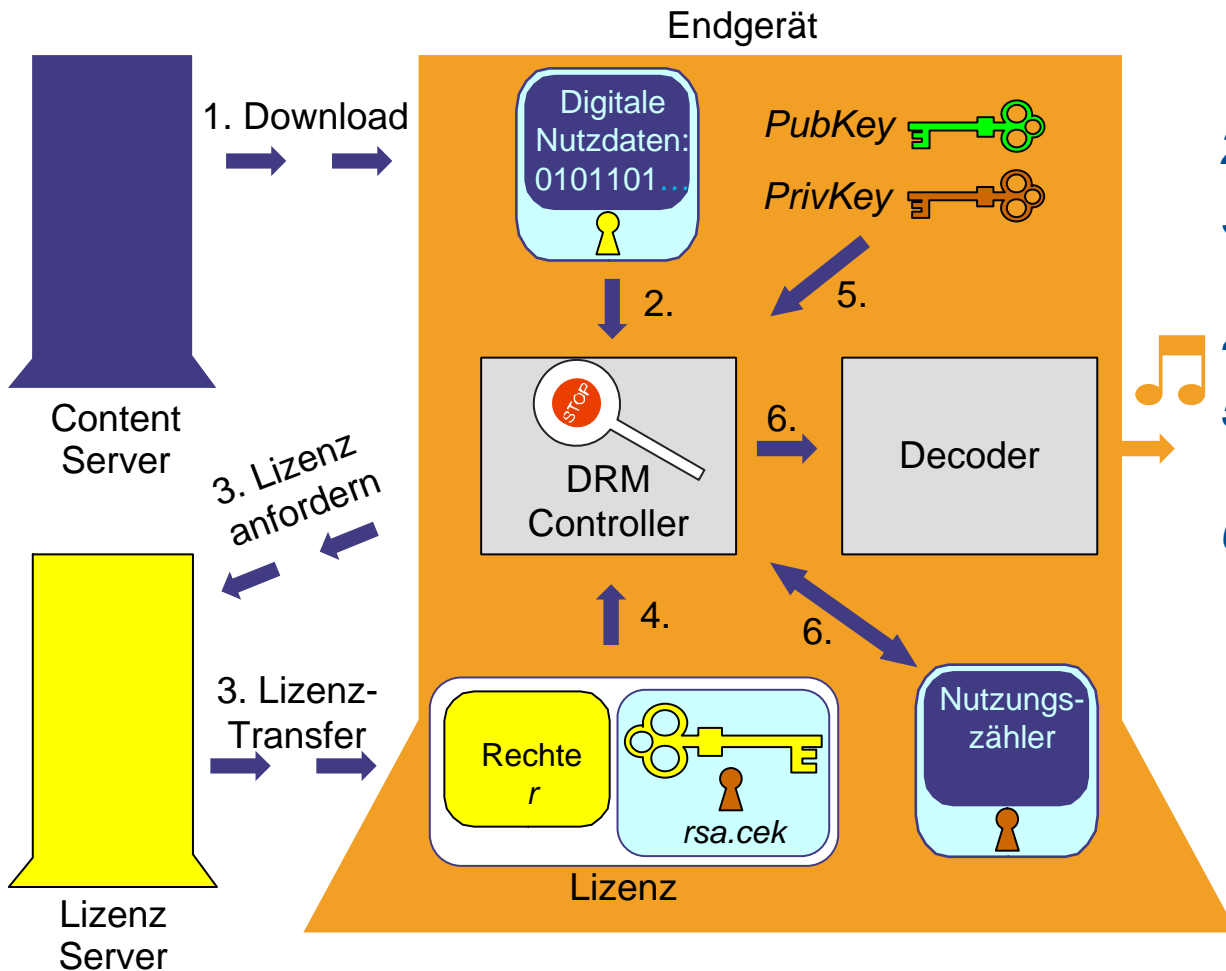 Endgerät
1. Download
Digitale
Nutzdaten:
0101101…
PubKey
PrivKey
2.
5.
Content
Server
STOP
DRM
Controller
6.
Decoder
3. Lizenz
anfordern
4.
6.
3. Lizenz-
Transfer
Rechte
r
rsa.cek
Nutzungs-
zähler
Lizenz
Lizenz
Server